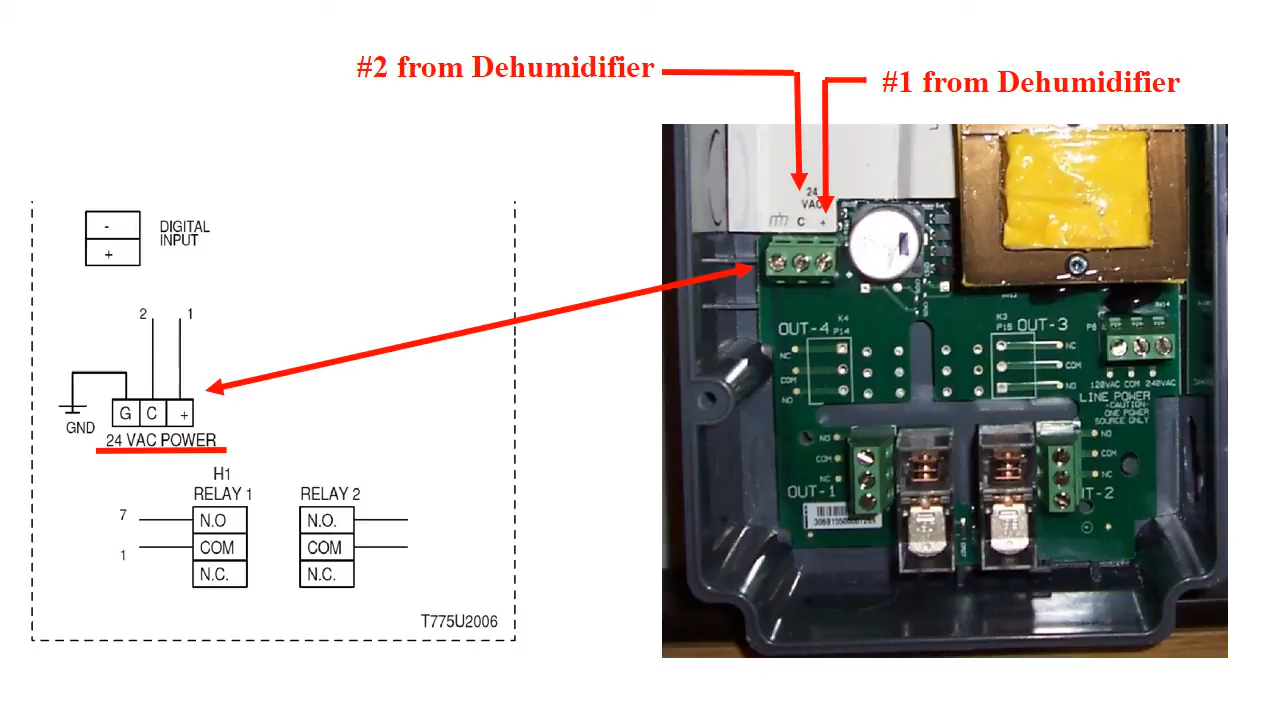 #2 from Dehumidifier
#1 from Dehumidifier
-
+
DIGITAL
INPUT
2
1
G
C
+
GND
24 VAC POWER
H1
RELAY 1
RELAY 2
7
N.O
N.O.
1
COM
COM
N.C.
N.C.
T775U2006
24
VAC
C
+
OUT-4
K4
P14
NC
COM
NO
K3
P15
OUT-3
NC
COM
NO
120VAC COM 240VAC
LINE POWER
-CAUTION-
ONE POWER
SOURCE ONLY
NO
COM
NC
OUT-1
NO
COM
NC